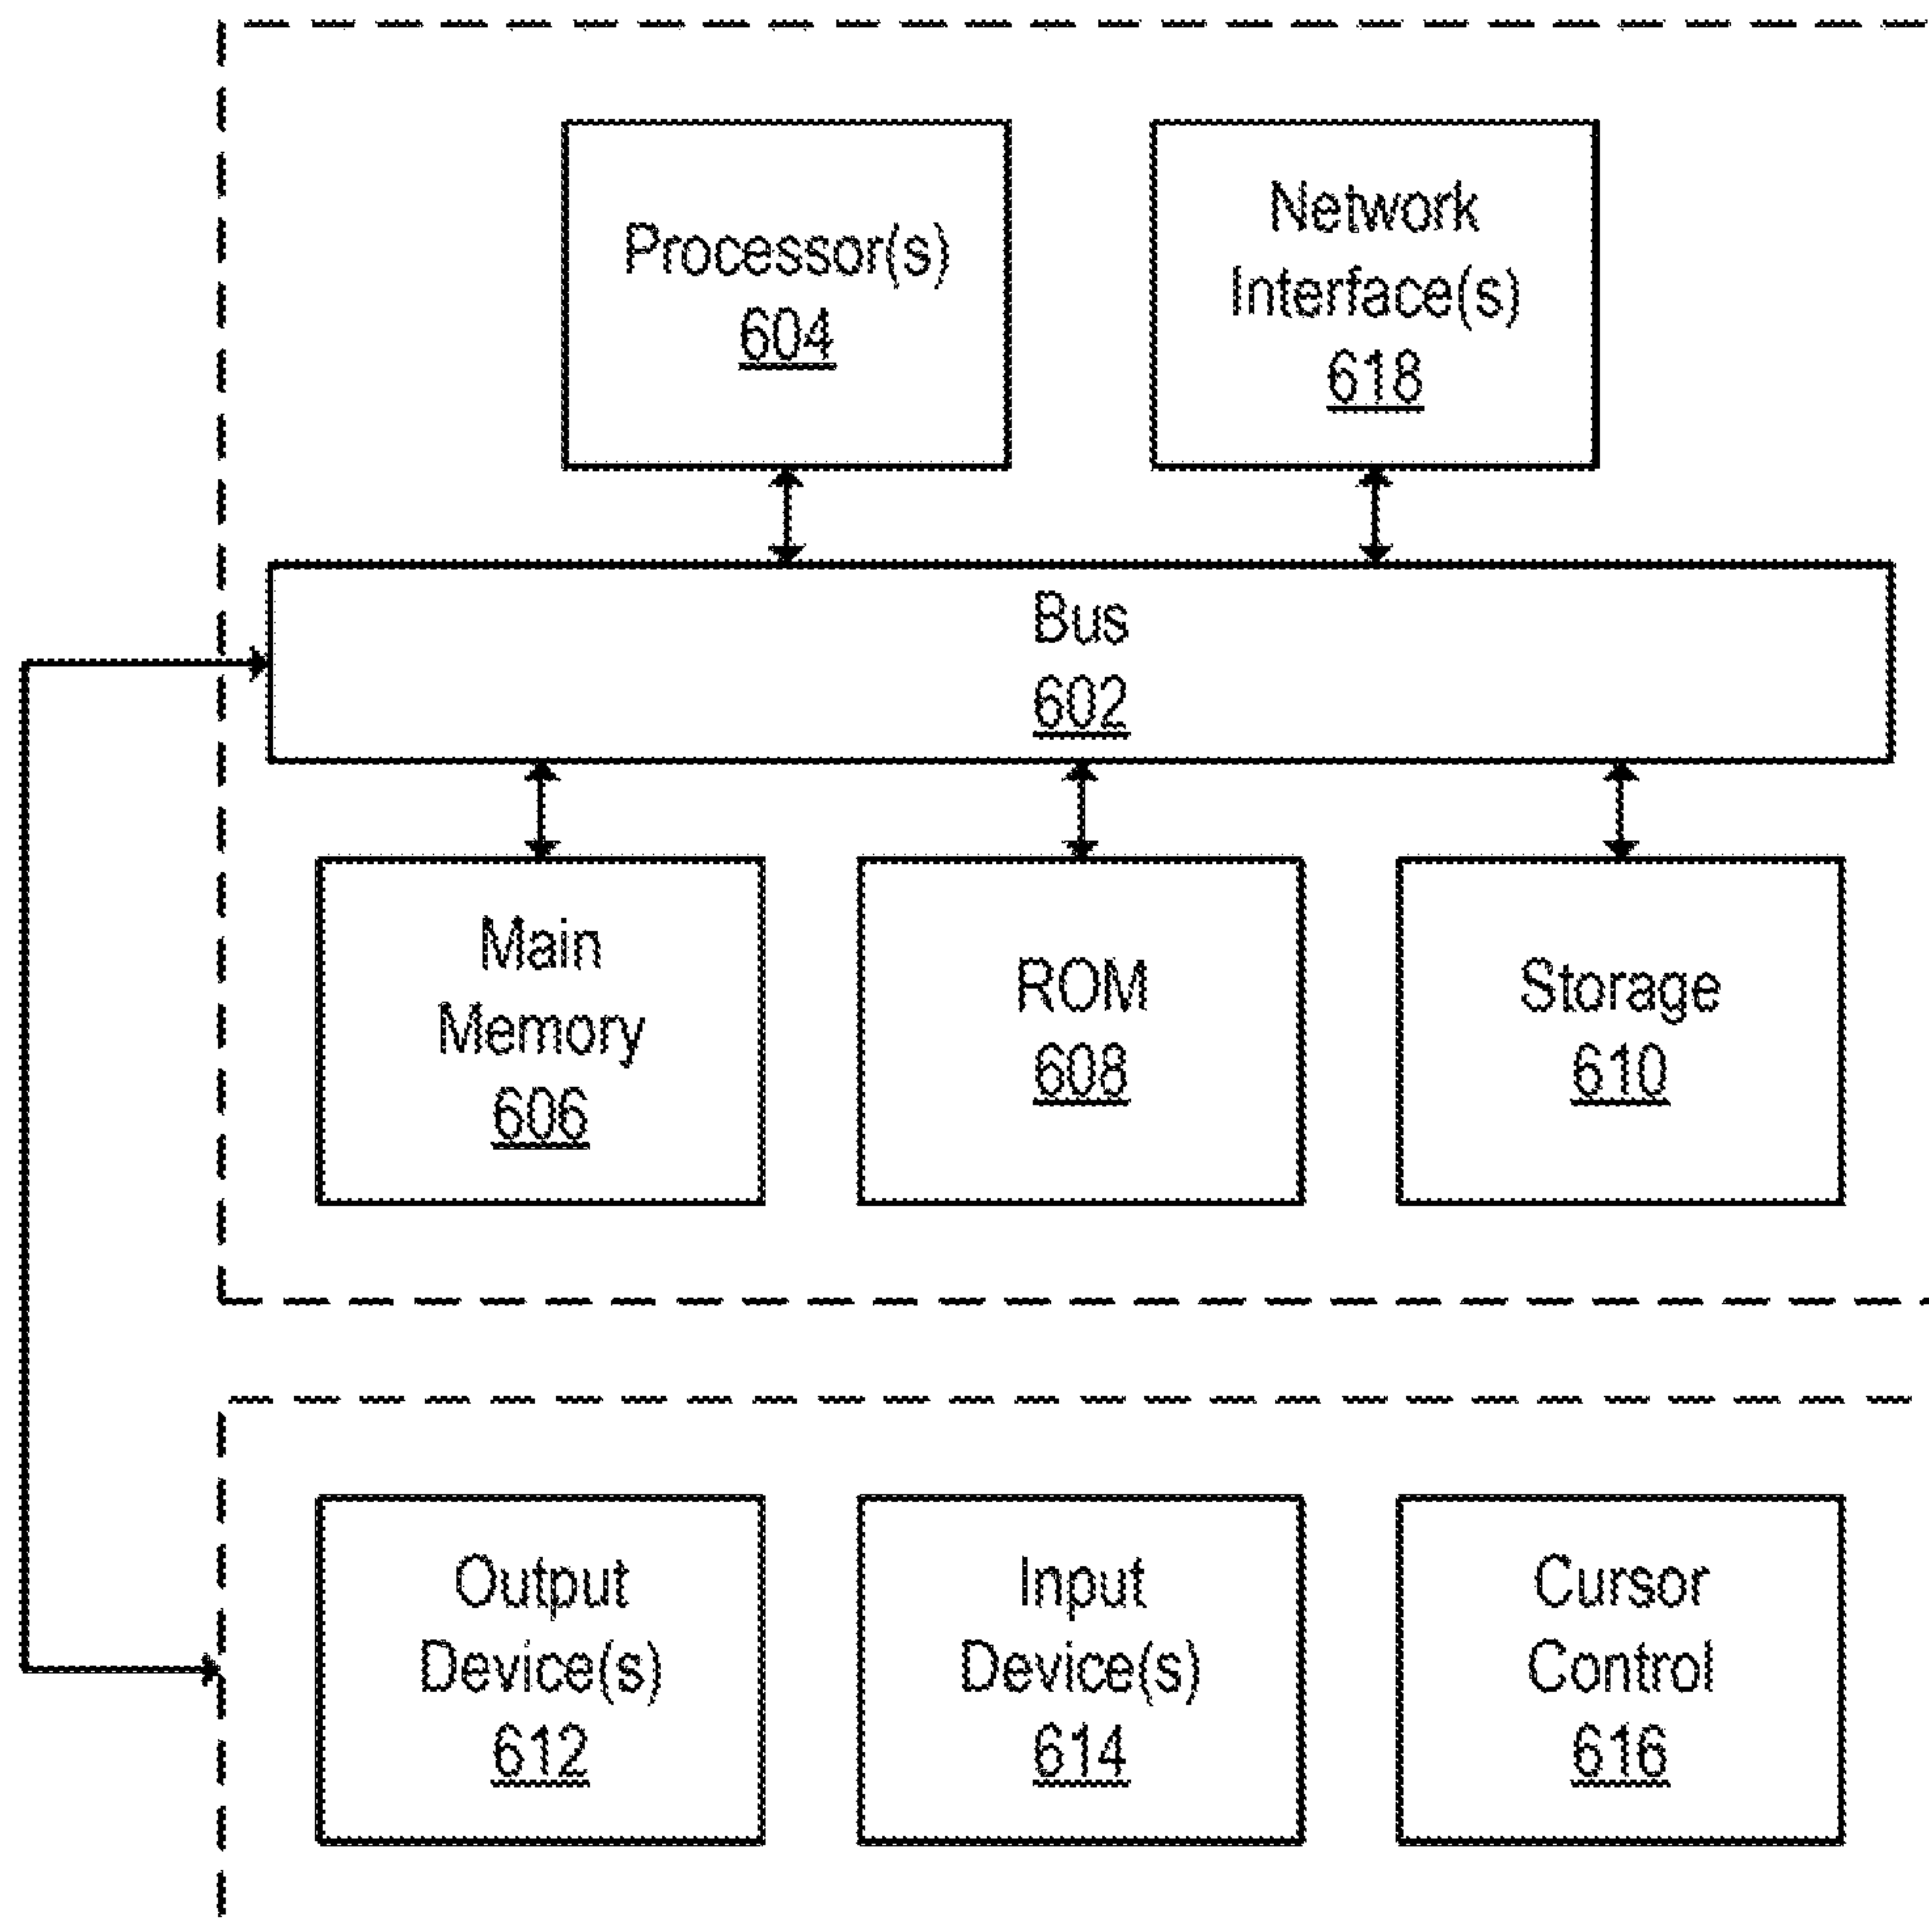 Processor(s)
604
Network
Interface(s)
618
Bus
602
Main
Memory
606
ROM
608
Storage
610
Output
Device(s)
612
Input
Device(s)
614
Cursor
Control
616